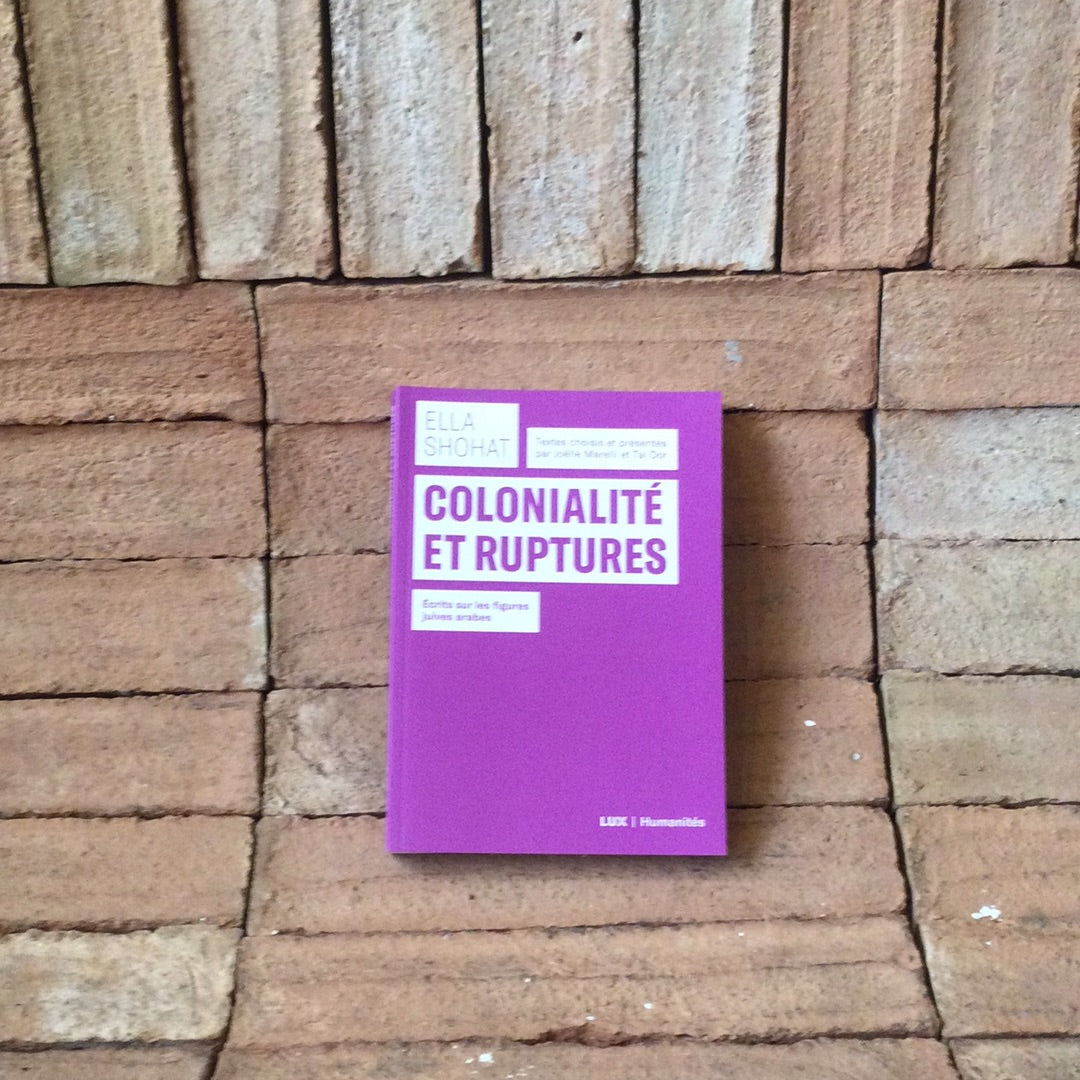 ELLA
SHOHAT
Textes choisis et présentés
par Joëlle Marelli et Tal Dor
COLONIALITÉ
ET RUPTURES
Écrits sur les figures
juives arabes
LUX | Humanités